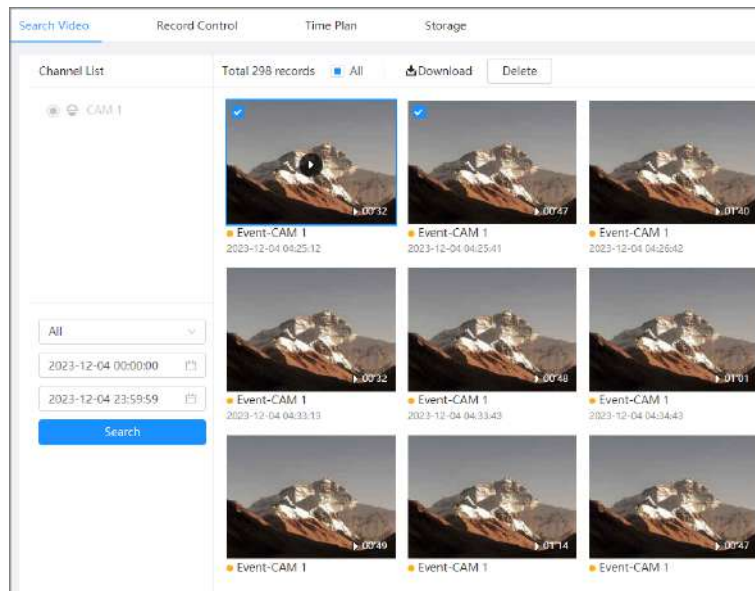 Search Video Record Control Time Plan Storage
Channel List
Total 298 records All Download Delete
CAM 1
00:32 00:47 01:40
Event-CAM 1 Event-CAM 1 Event-CAM 1
2023-12-04 04:25:12 2023-12-04 04:25:41 2023-12-04 04:26:42
All
2023-12-04 00:00:00
2023-12-04 23:59:59
Search
00:32 00:48 01:01
Event-CAM 1 Event-CAM 1 Event-CAM 1
2023-12-04 04:33:13 2023-12-04 04:33:43 2023-12-04 04:34:43
00:49 01:14 00:47
Event-CAM 1 Event-CAM 1 Event-CAM 1